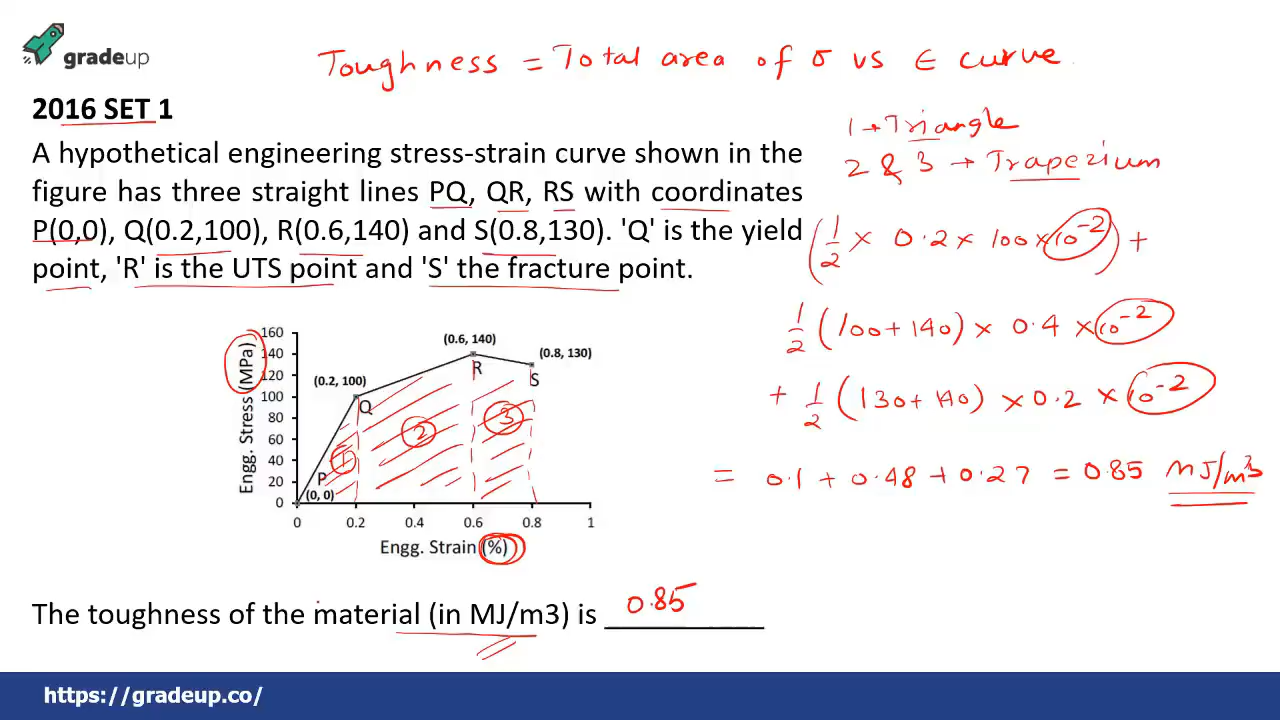 gradeup
Toughness = Total area of σ vs ∈ curve
2016 SET 1
A hypothetical engineering stress-strain curve shown in the
figure has three straight lines PQ, QR, RS with coordinates
P(0,0), Q(0.2,100), R(0.6,140) and S(0.8,130). 'Q' is the yield
point, 'R' is the UTS point and 'S' the fracture point.
1 → Triangle
2 & 3 → Trapezium
(1/2 × 0.2 × 100 × 10⁻²) +
1/2 (100+140) × 0.4 × 10⁻²
+ 1/2 (130+140) × 0.2 × 10⁻²
= 0.1 + 0.48 + 0.27 = 0.85 MJ/m³
Engg. Stress (MPa)
160
140
120
100
80
60
40
20
0
(0.6, 140)
(0.8, 130)
(0.2, 100)
R
S
Q
P
(0, 0)
1
2
3
0 0.2 0.4 0.6 0.8 1
Engg. Strain (%)
The toughness of the material (in MJ/m3) is 0.85
https://gradeup.co/